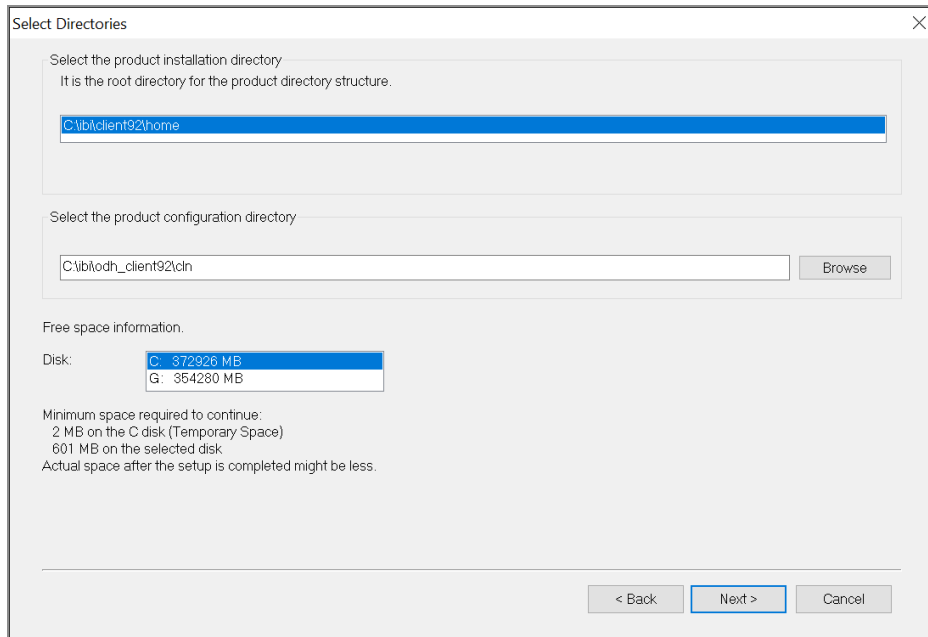 Select Directories
Select the product installation directory
It is the root directory for the product directory structure.
C:\ibi\client92\home
Select the product configuration directory
C:\ibi\odh_client92\cln
Browse
Free space information.
Disk:
C: 372926 MB
G: 354280 MB
Minimum space required to continue:
2 MB on the C disk (Temporary Space)
601 MB on the selected disk
Actual space after the setup is completed might be less.
< Back
Next >
Cancel